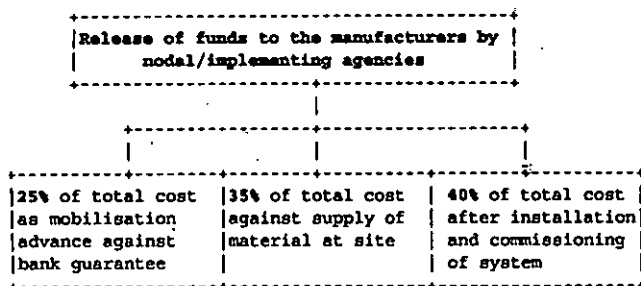 Release of funds to the manufacturers by
nodal/implementing agencies
25% of total cost
as mobilisation
advance against
bank guarantee
35% of total cost
against supply of
material at site
40% of total cost
after installation
and commissioning
of system